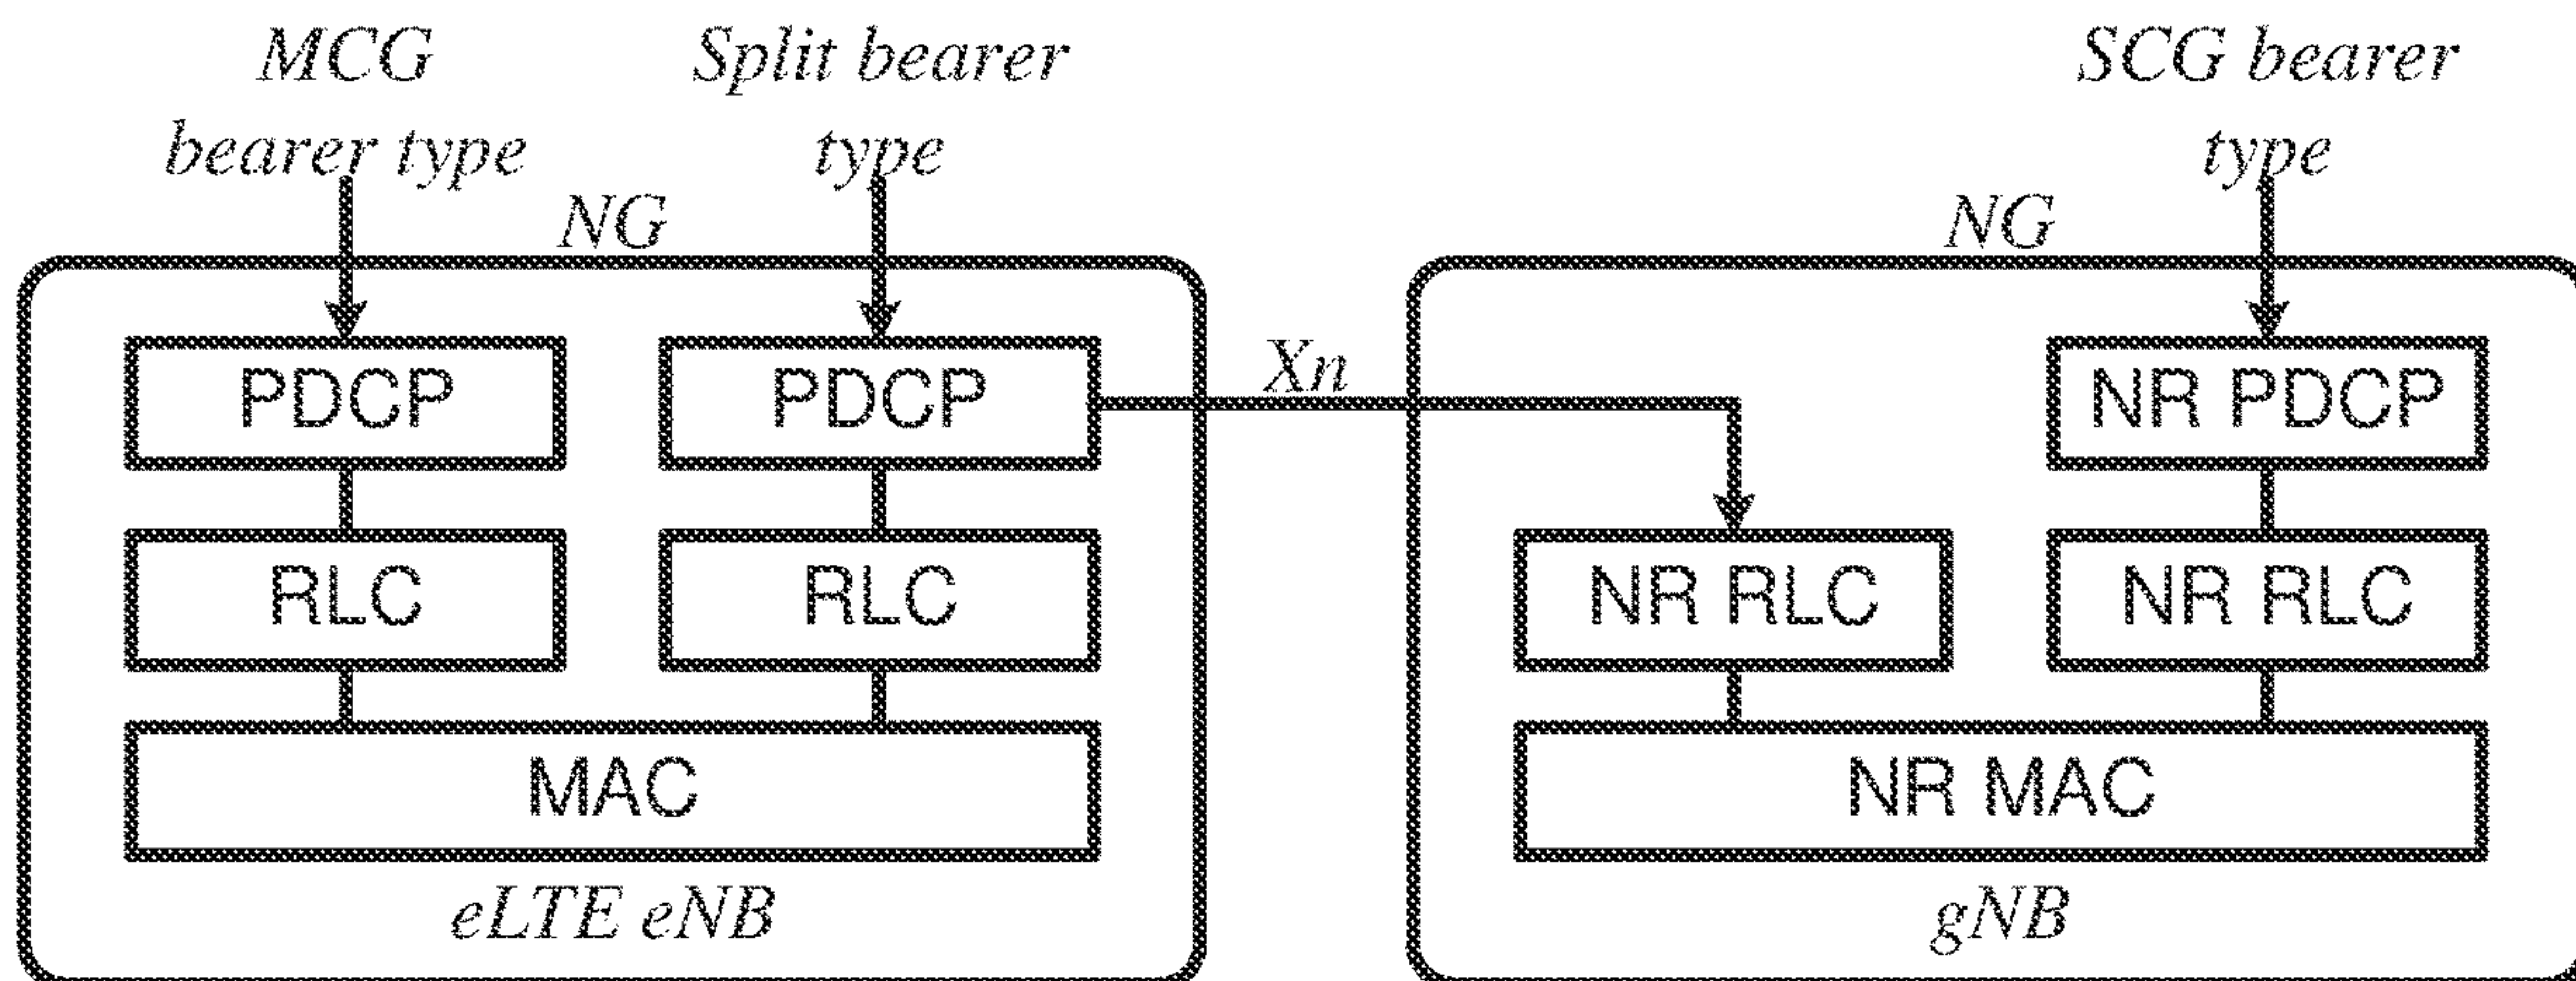 MCG
bearer type
Split bearer
type
SCG bearer
type
NG
NG
Xn
PDCP
PDCP
NR PDCP
RLC
RLC
NR RLC
NR RLC
MAC
NR MAC
eLTE eNB
gNB